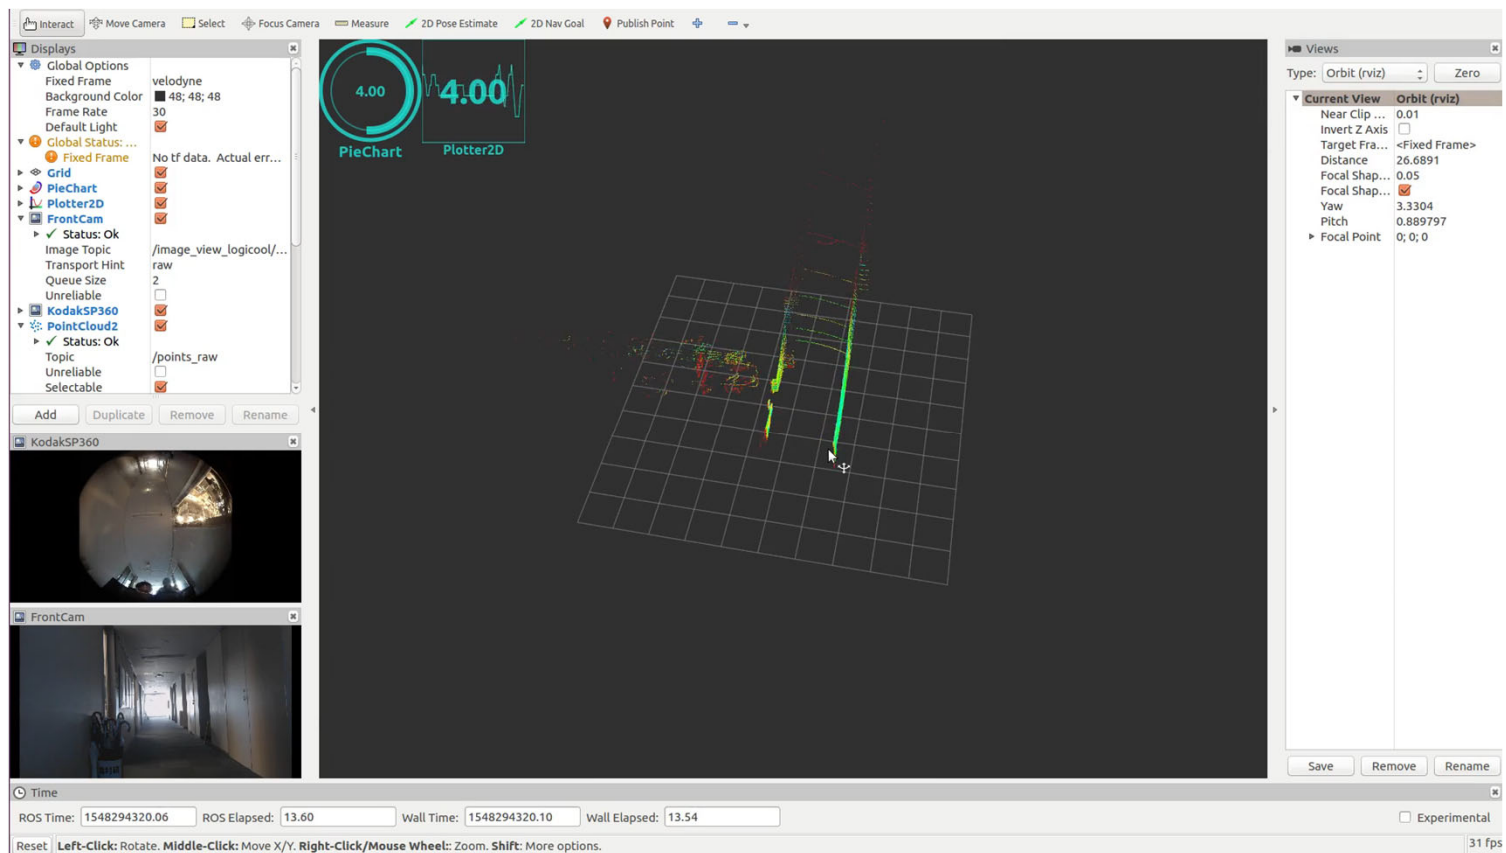 Interact Move Camera Select Focus Camera Measure 2D Pose Estimate 2D Nav Goal Publish Point
Displays
Global Options
Fixed Frame velodyne
Background Color 48; 48; 48
Frame Rate 30
Default Light
Global Status: ...
Fixed Frame No tf data. Actual err...
Grid
PieChart
Plotter2D
FrontCam
Status: Ok
Image Topic /image_view_logicool/...
Transport Hint raw
Queue Size 2
Unreliable
KodakSP360
PointCloud2
Status: Ok
Topic /points_raw
Unreliable
Selectable
Add Duplicate Remove Rename
KodakSP360
FrontCam
4.00
PieChart
4.00
Plotter2D
Views
Type: Orbit (rviz) Zero
Current View Orbit (rviz)
Near Clip ... 0.01
Invert Z Axis
Target Fra... <Fixed Frame>
Distance 26.6891
Focal Shap... 0.05
Focal Shap...
Yaw 3.3304
Pitch 0.889797
Focal Point 0; 0; 0
Save Remove Rename
Time
ROS Time: 1548294320.06 ROS Elapsed: 13.60 Wall Time: 1548294320.10 Wall Elapsed: 13.54 Experimental
Reset Left-Click: Rotate. Middle-Click: Move X/Y. Right-Click/Mouse Wheel:: Zoom. Shift: More options. 31 fps